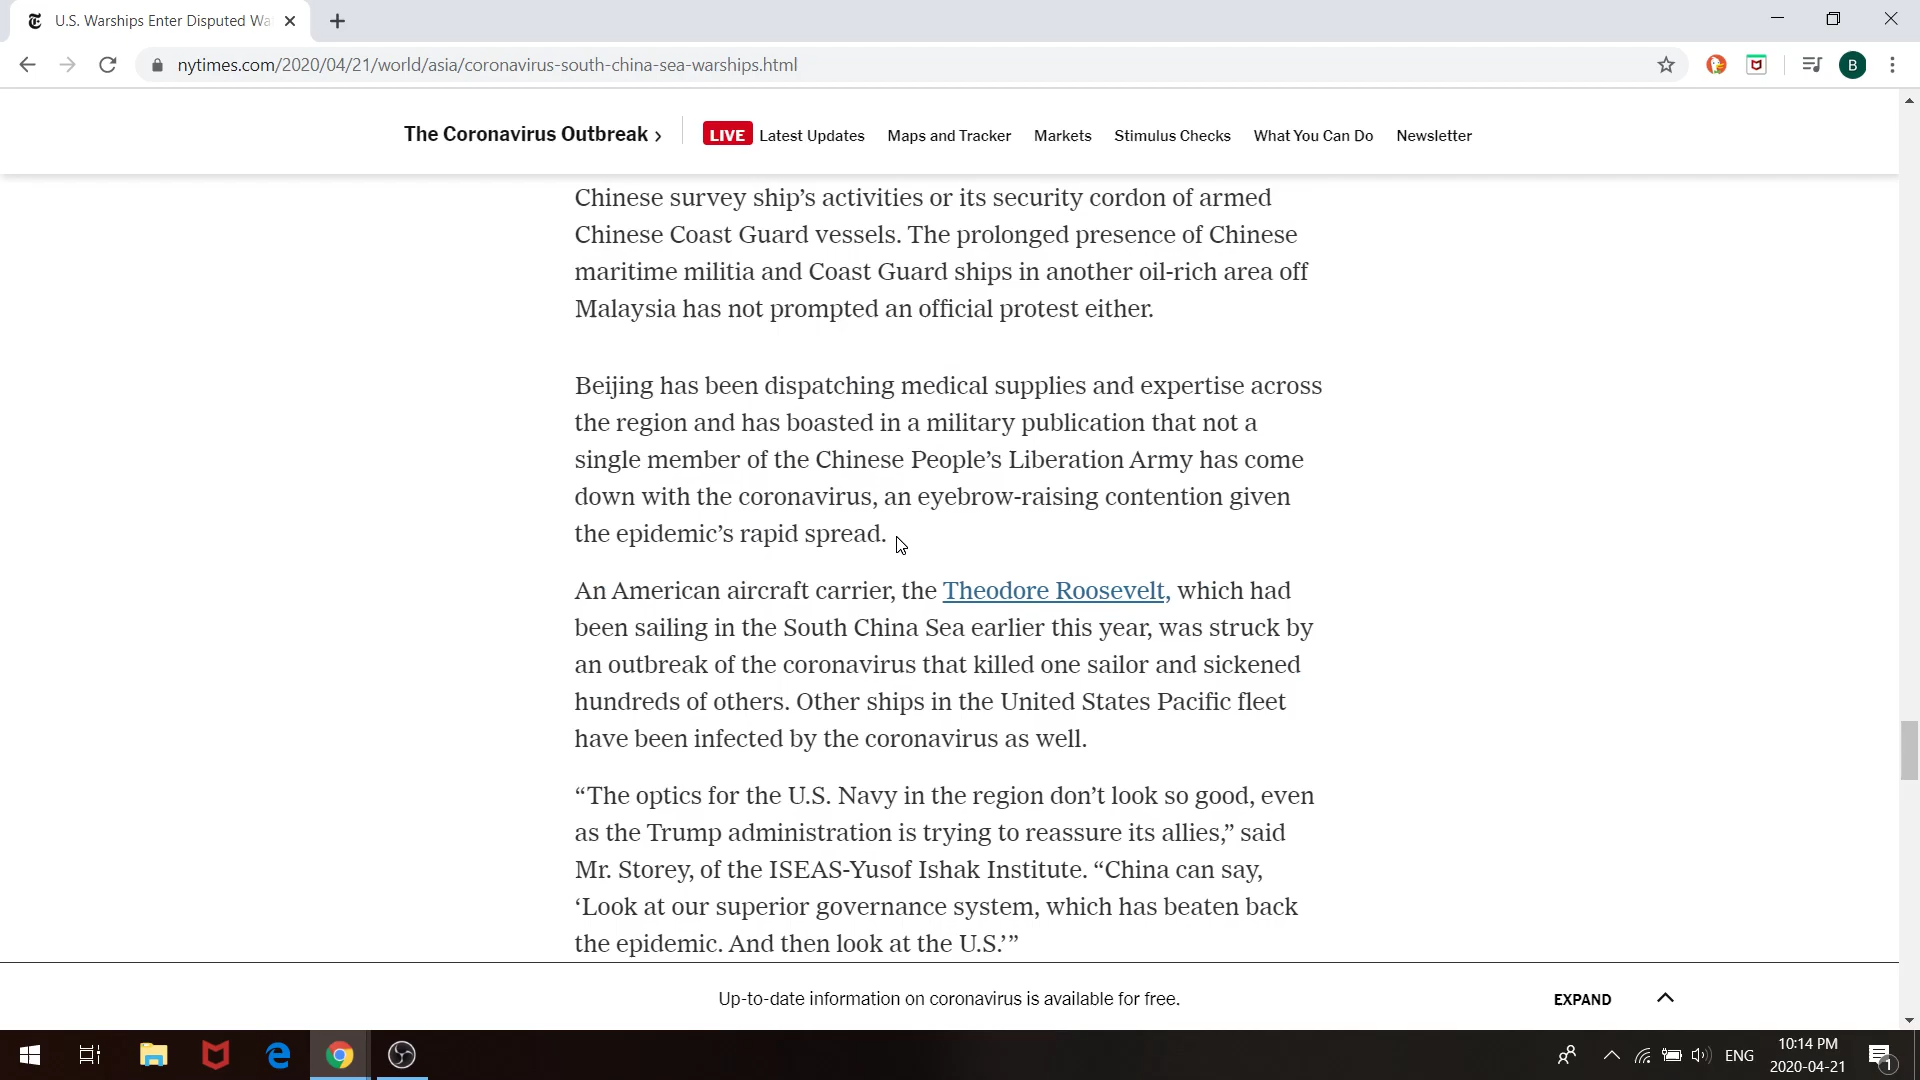 U.S. Warships Enter Disputed Wa
nytimes.com/2020/04/21/world/asia/coronavirus-south-china-sea-warships.html
B
The Coronavirus Outbreak ›
LIVE Latest Updates Maps and Tracker Markets Stimulus Checks What You Can Do Newsletter
Chinese survey ship’s activities or its security cordon of armed
Chinese Coast Guard vessels. The prolonged presence of Chinese
maritime militia and Coast Guard ships in another oil-rich area off
Malaysia has not prompted an official protest either.
Beijing has been dispatching medical supplies and expertise across
the region and has boasted in a military publication that not a
single member of the Chinese People’s Liberation Army has come
down with the coronavirus, an eyebrow-raising contention given
the epidemic’s rapid spread.
An American aircraft carrier, the Theodore Roosevelt, which had
been sailing in the South China Sea earlier this year, was struck by
an outbreak of the coronavirus that killed one sailor and sickened
hundreds of others. Other ships in the United States Pacific fleet
have been infected by the coronavirus as well.
“The optics for the U.S. Navy in the region don’t look so good, even
as the Trump administration is trying to reassure its allies,” said
Mr. Storey, of the ISEAS-Yusof Ishak Institute. “China can say,
‘Look at our superior governance system, which has beaten back
the epidemic. And then look at the U.S.’”
Up-to-date information on coronavirus is available for free.
EXPAND
ENG
10:14 PM
2020-04-21
1